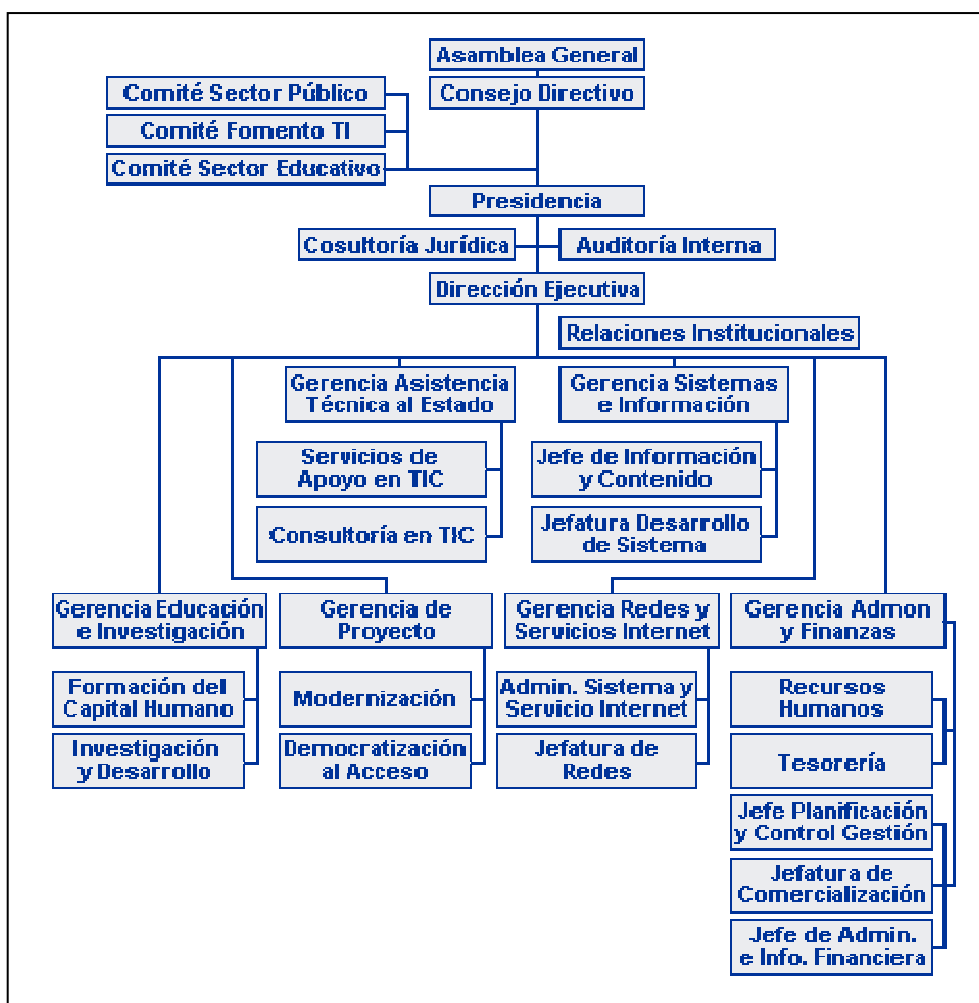 Asamblea General
Consejo Directivo
Comité Sector Público
Comité Fomento TI
Comité Sector Educativo
Presidencia
Cosultoría Jurídica
Auditoría Interna
Dirección Ejecutiva
Relaciones Institucionales
Gerencia Asistencia
Técnica al Estado
Gerencia Sistemas
e Información
Servicios de
Apoyo en TIC
Jefe de Información
y Contenido
Consultoría en TIC
Jefatura Desarrollo
de Sistema
Gerencia Educación
e Investigación
Gerencia de
Proyecto
Gerencia Redes y
Servicios Internet
Gerencia Admon
y Finanzas
Formación del
Capital Humano
Modernización
Admin. Sistema y
Servicio Internet
Recursos
Humanos
Investigación
y Desarrollo
Democratización
al Acceso
Jefatura de
Redes
Tesorería
Jefe Planificación
y Control Gestión
Jefatura de
Comercialización
Jefe de Admin.
e Info. Financiera